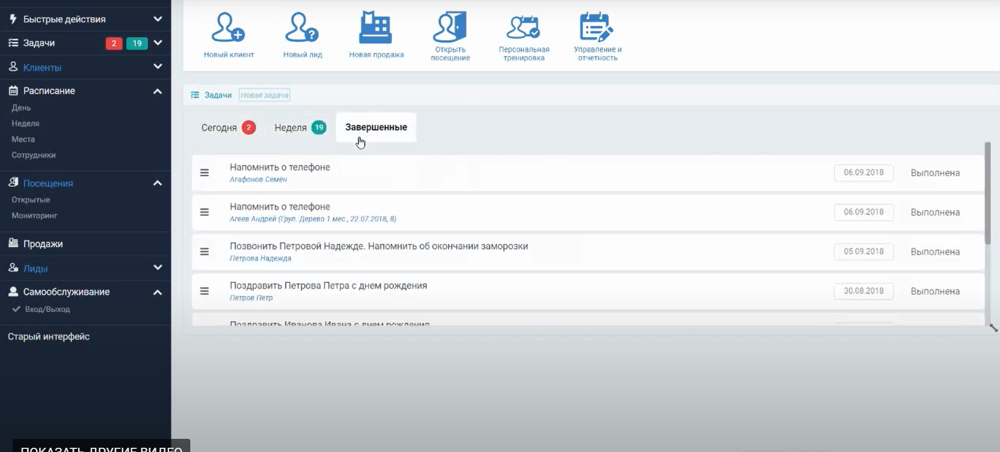 Быстрые действия
Задачи 2 19
Клиенты
Расписание
День
Неделя
Места
Сотрудники
Посещения
Открытые
Мониторинг
Продажи
Лиды
Самообслуживание
Вход/Выход
Старый интерфейс
ПОКАЗАТЬ ДРУГИЕ ВИДЕО
Новый клиент
Новый лид
Новая продажа
Открыть
посещение
Персональная
тренировка
Управление и
отчетность
Задачи Новая задача
Сегодня 2 Неделя 19 Завершенные
Напомнить о телефоне
Агафонов Семён
06.09.2018 Выполнена
Напомнить о телефоне
Агеев Андрей (Груп. Дерево 1 мес., 22.07.2018, 8)
06.09.2018 Выполнена
Позвонить Петровой Надежде. Напомнить об окончании заморозки
Петрова Надежда
05.09.2018 Выполнена
Поздравить Петрова Петра с днем рождения
Петров Петр
30.08.2018 Выполнена
Поздравить Ивана Ивана с днем рождения